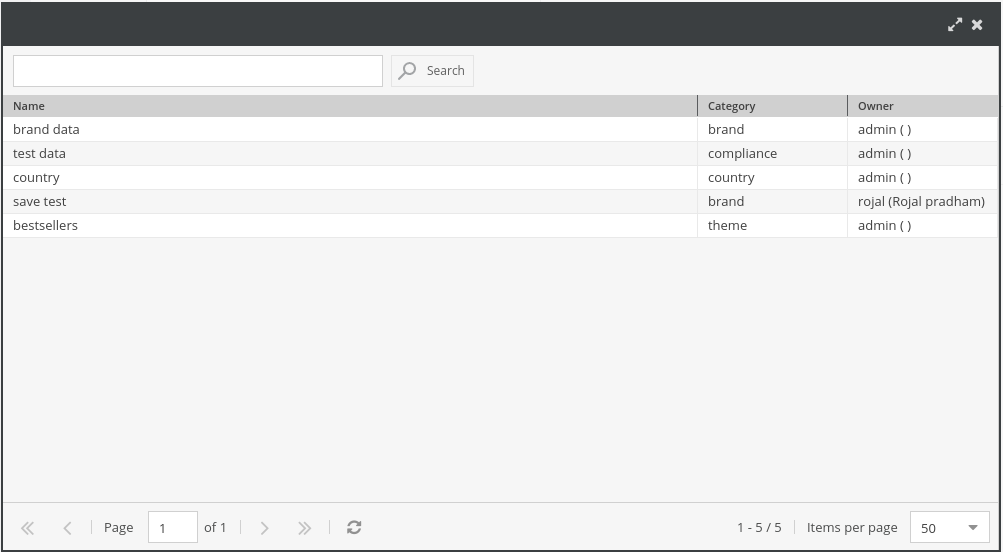 Search
Name Category Owner
brand data brand admin ( )
test data compliance admin ( )
country country admin ( )
save test brand rojal (Rojal pradham)
bestsellers theme admin ( )
Page 1 of 1 1 - 5 / 5 Items per page 50